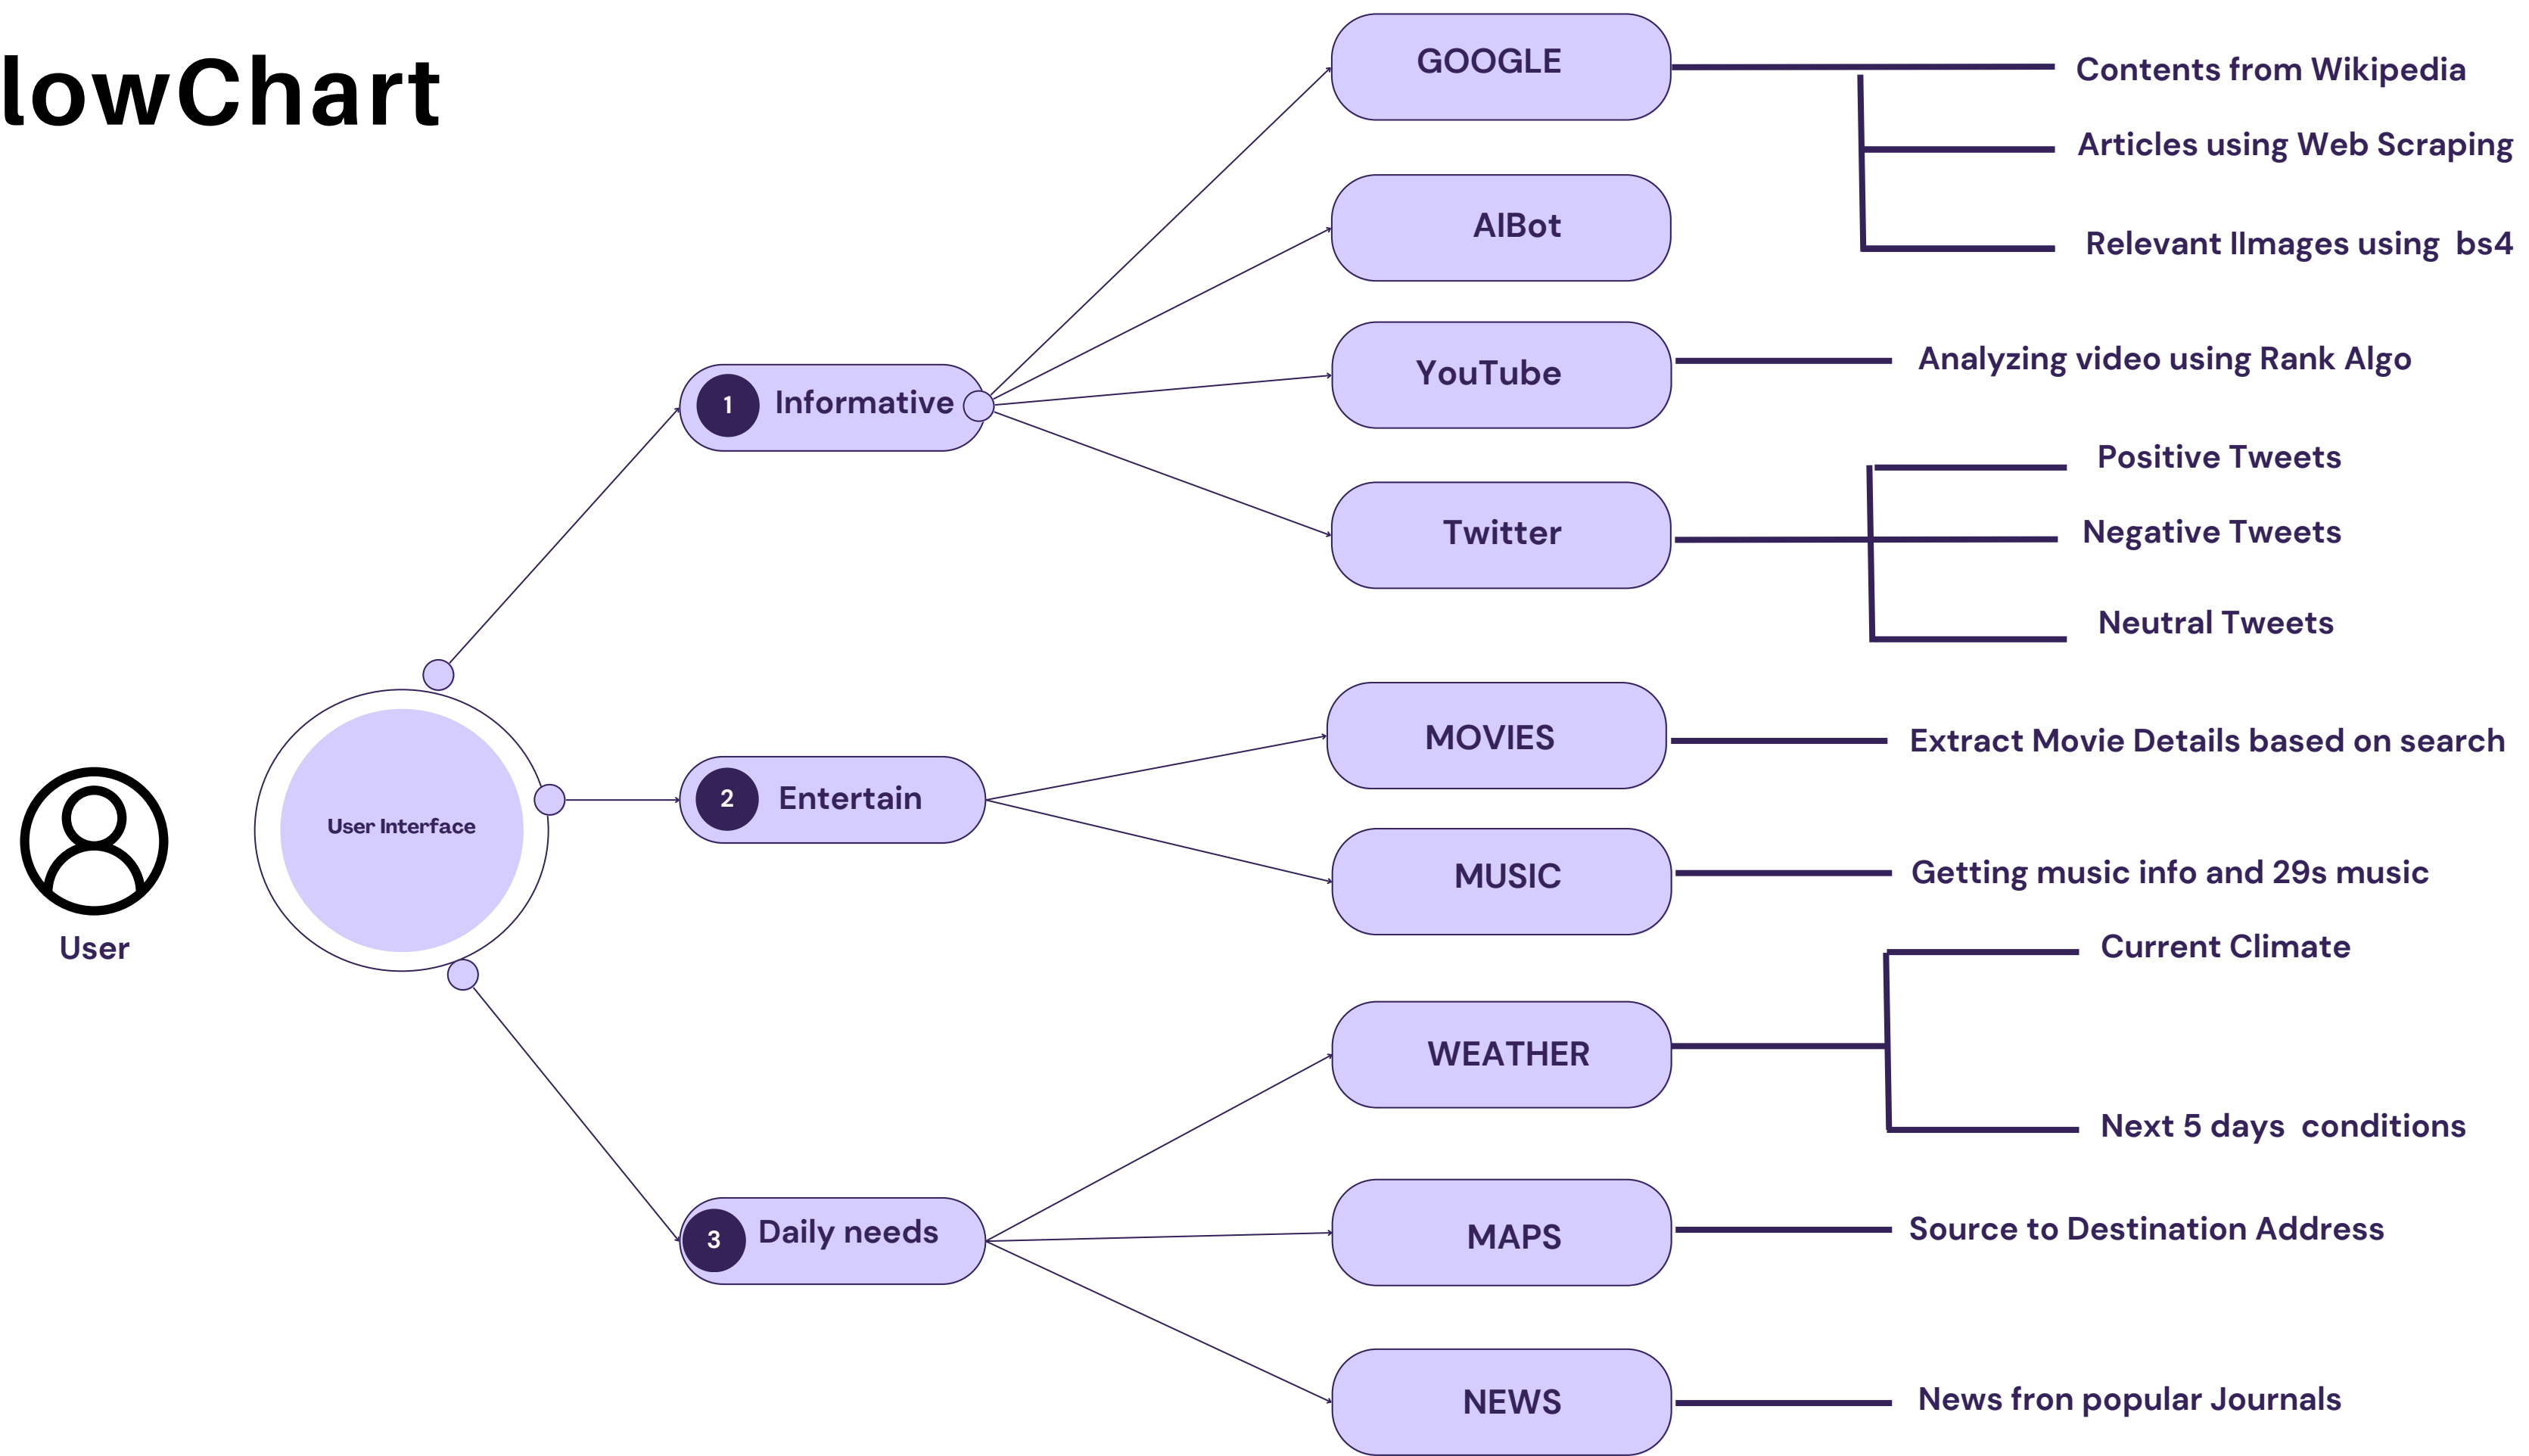 lowChart
GOOGLE
Contents from Wikipedia
Articles using Web Scraping
Relevant IImages using  bs4
AIBot
YouTube
Analyzing video using Rank Algo
1 Informative
Twitter
Positive Tweets
Negative Tweets
Neutral Tweets
User
User Interface
2 Entertain
MOVIES
Extract Movie Details based on search
MUSIC
Getting music info and 29s music
3 Daily needs
WEATHER
Current Climate
Next 5 days  conditions
MAPS
Source to Destination Address
NEWS
News fron popular Journals